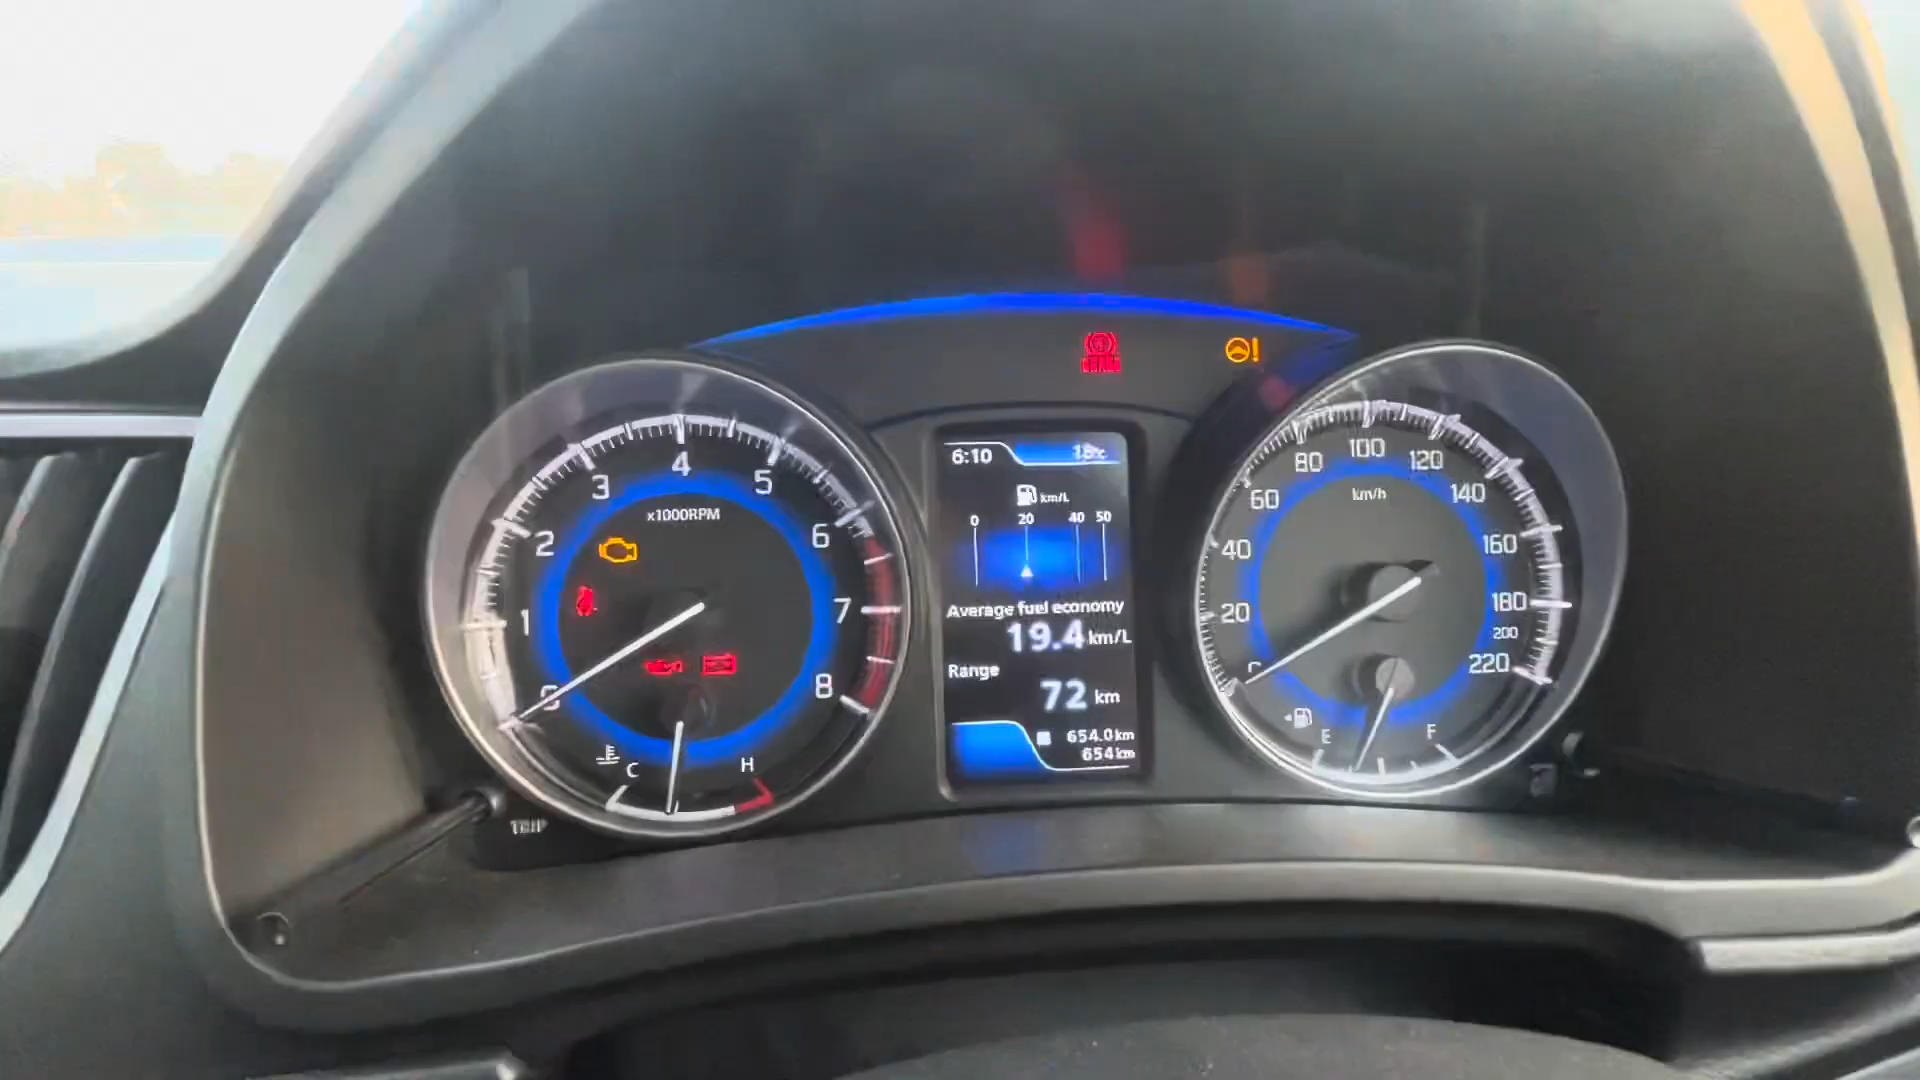 6:10 18°c
km/L
0 20 40 50
Average fuel economy
19.4 km/L
Range
72 km
654.0 km
654 km
0 1 2 3 4 5 6 7 8
x1000RPM
C H
TRIP
20 40 60 80 100 120 140 160 180 200 220
km/h
E F